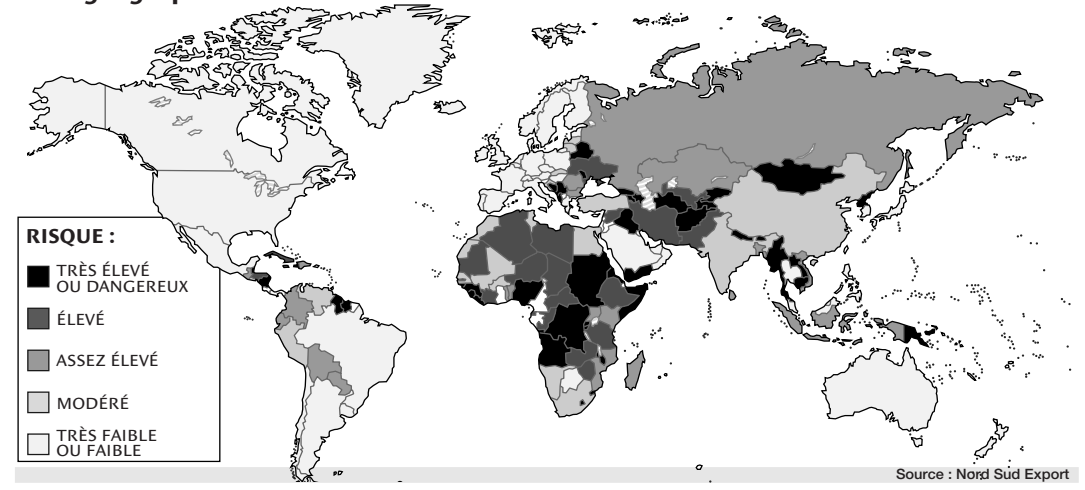 RISQUE :
TRÈS ÉLEVÉ
OU DANGEREUX
ÉLEVÉ
ASSEZ ÉLEVÉ
MODÉRÉ
TRÈS FAIBLE
OU FAIBLE
Source : Nord Sud Export